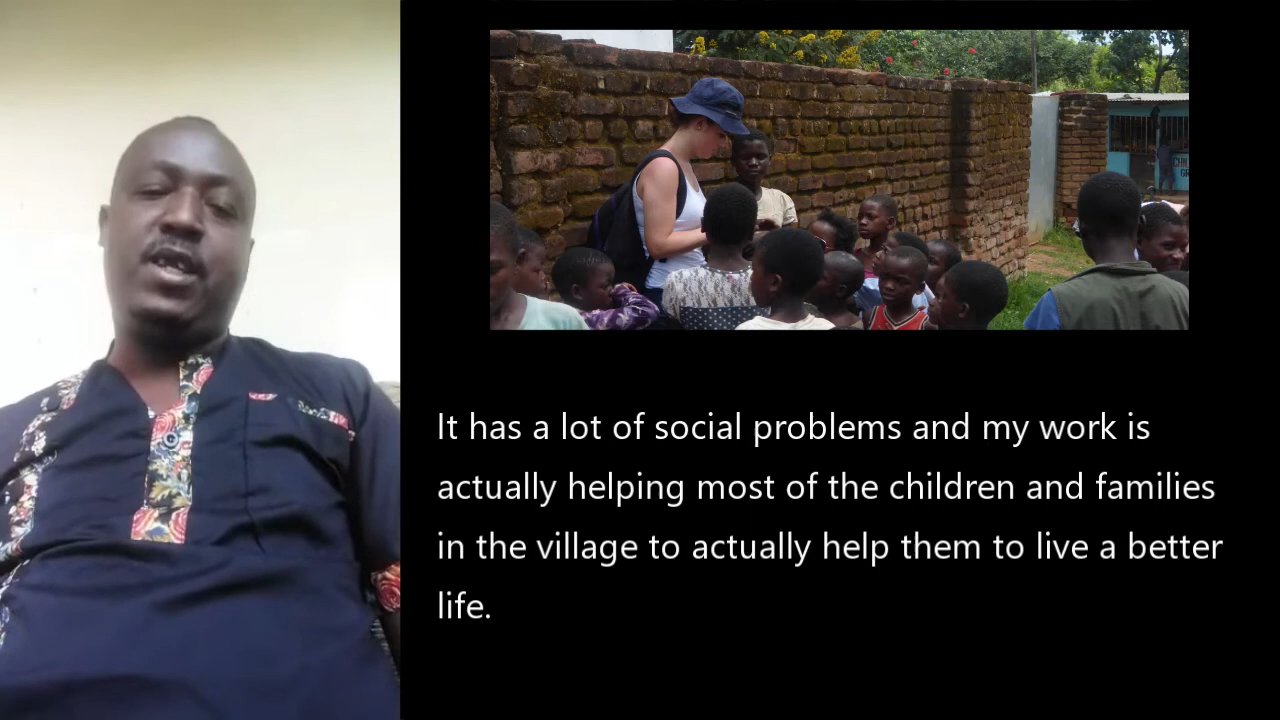 It has a lot of social problems and my work is
actually helping most of the children and families
in the village to actually help them to live a better
life.